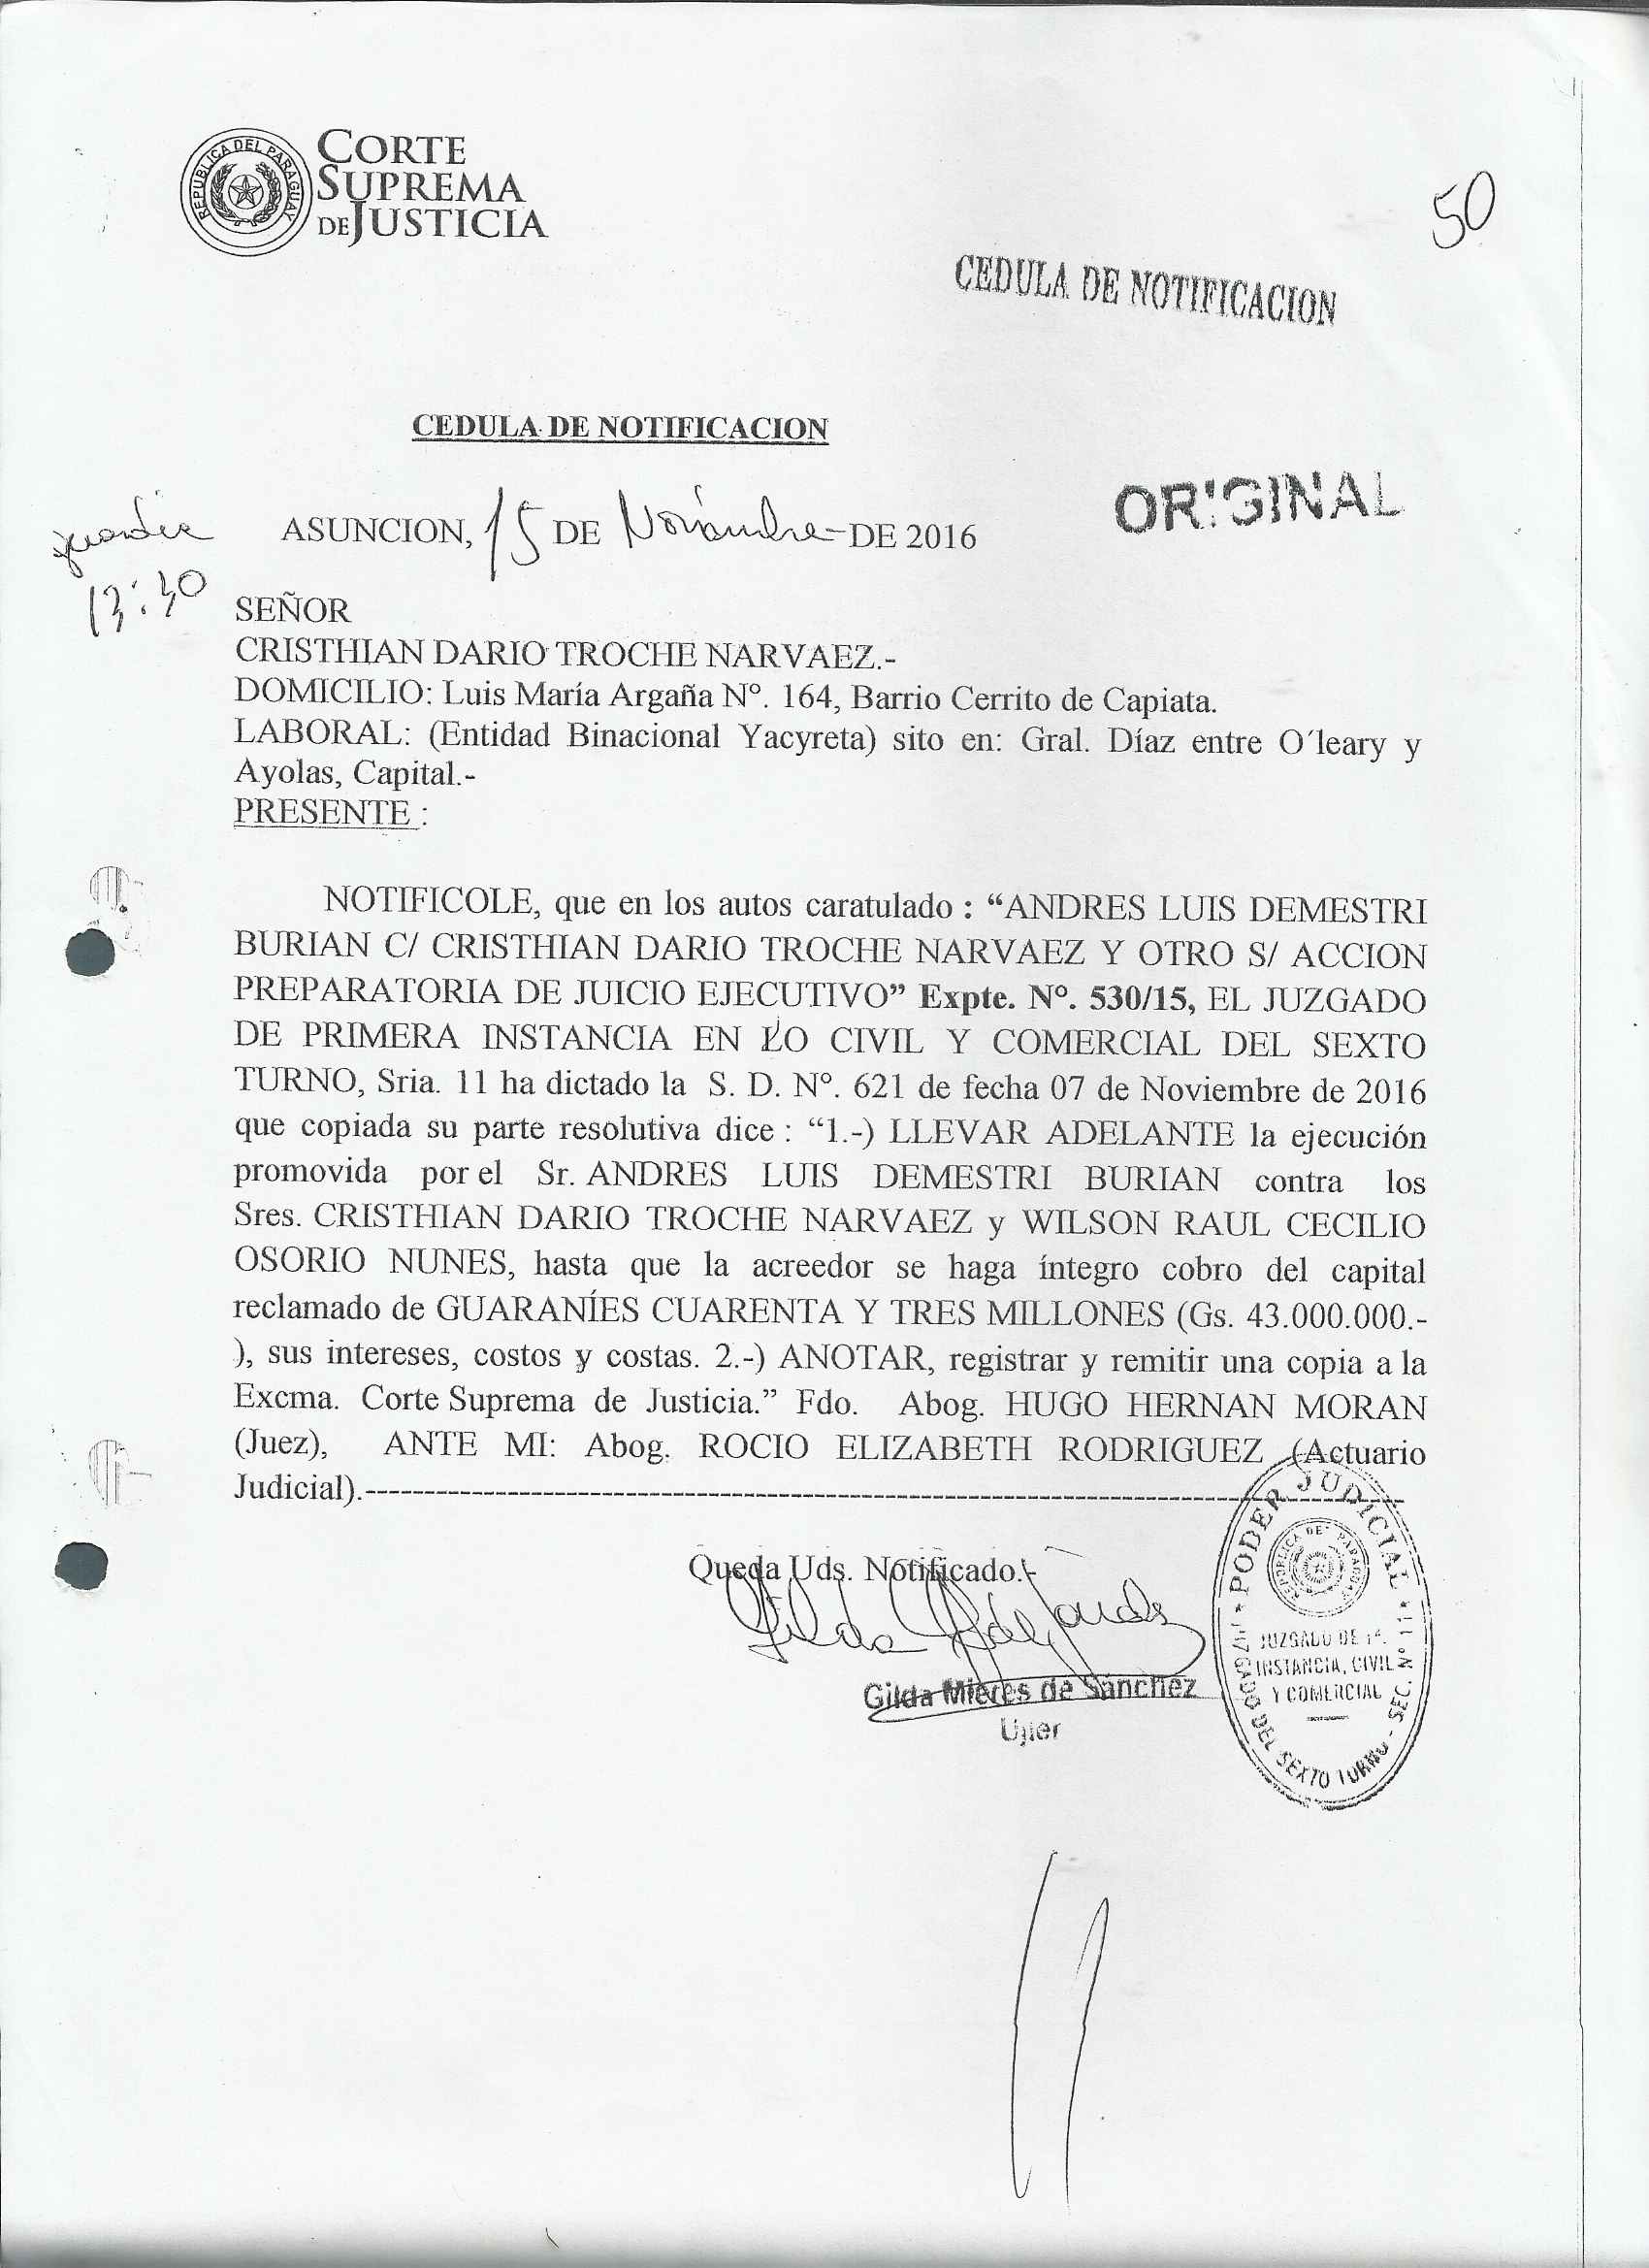 REPUBLICA DEL PARAGUAY
CORTE
SUPREMA
DE JUSTICIA
50
CEDULA DE NOTIFICACION
CEDULA DE NOTIFICACION
ORIGINAL
ASUNCION, 15 DE Noviembre DE 2016
13:30
SEÑOR
CRISTHIAN DARIO TROCHE NARVAEZ.-
DOMICILIO: Luis María Argaña Nº. 164, Barrio Cerrito de Capiata.
LABORAL: (Entidad Binacional Yacyreta) sito en: Gral. Díaz entre O´leary y
Ayolas, Capital.-
PRESENTE :
NOTIFICOLE, que en los autos caratulado : “ANDRES LUIS DEMESTRI
BURIAN C/ CRISTHIAN DARIO TROCHE NARVAEZ Y OTRO S/ ACCION
PREPARATORIA DE JUICIO EJECUTIVO” Expte. Nº. 530/15, EL JUZGADO
DE PRIMERA INSTANCIA EN LO CIVIL Y COMERCIAL DEL SEXTO
TURNO, Sria. 11 ha dictado la S. D. Nº. 621 de fecha 07 de Noviembre de 2016
que copiada su parte resolutiva dice : “1.-) LLEVAR ADELANTE la ejecución
promovida por el Sr. ANDRES LUIS DEMESTRI BURIAN contra los
Sres. CRISTHIAN DARIO TROCHE NARVAEZ y WILSON RAUL CECILIO
OSORIO NUNES, hasta que la acreedor se haga íntegro cobro del capital
reclamado de GUARANÍES CUARENTA Y TRES MILLONES (Gs. 43.000.000.-
), sus intereses, costos y costas. 2.-) ANOTAR, registrar y remitir una copia a la
Excma. Corte Suprema de Justicia.” Fdo. Abog. HUGO HERNAN MORAN
(Juez), ANTE MI: Abog. ROCIO ELIZABETH RODRIGUEZ (Actuario
Judicial).-----------------------------------------------------------------------------------
Queda Uds. Notificado.-
Gilda Mieres de Sánchez
Ujier
PODER JUDICIAL
REPUBLICA DEL PARAGUAY
JUZGADO DE 1ª.
INSTANCIA, CIVIL
Y COMERCIAL
JUZGADO DEL SEXTO TURNO - SEC. Nº 11